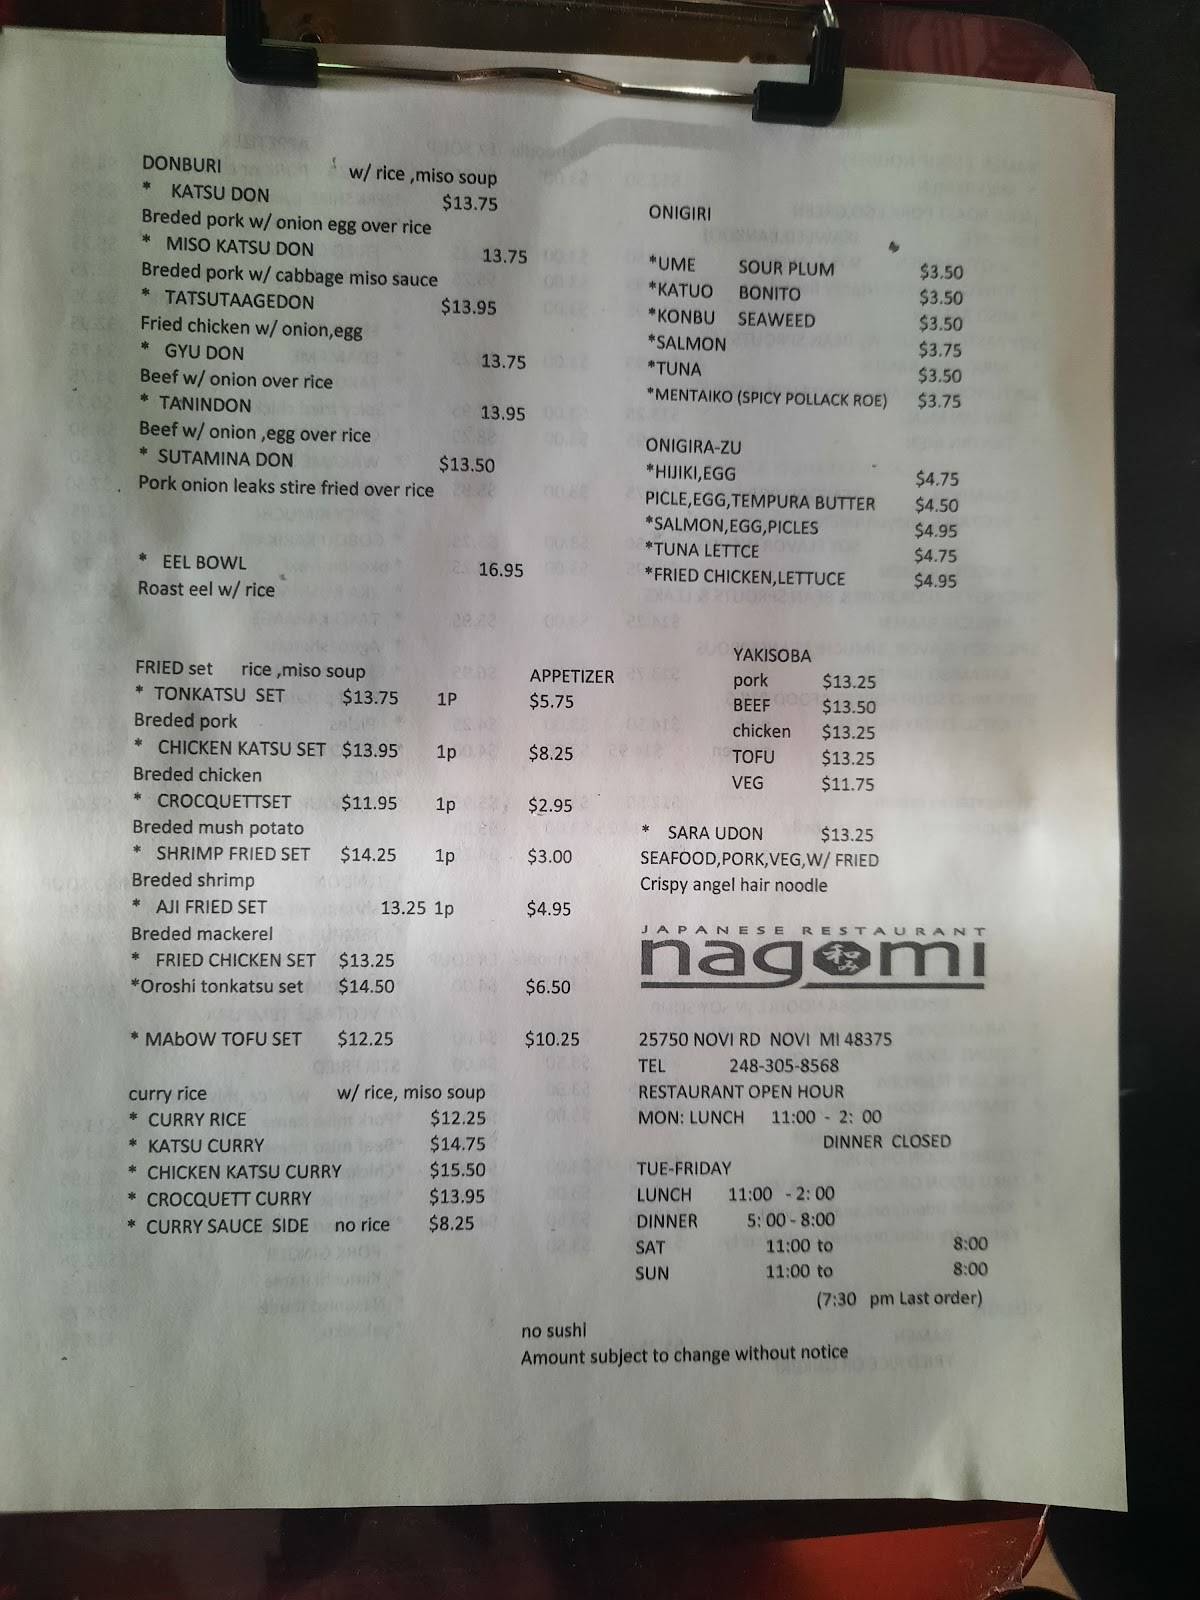 DONBURI w/ rice ,miso soup
* KATSU DON $13.75
Breded pork w/ onion egg over rice
* MISO KATSU DON 13.75
Breded pork w/ cabbage miso sauce
* TATSUTAAGEDON $13.95
Fried chicken w/ onion,egg
* GYU DON 13.75
Beef w/ onion over rice
* TANINDON 13.95
Beef w/ onion ,egg over rice
* SUTAMINA DON $13.50
Pork onion leaks stire fried over rice
* EEL BOWL 16.95
Roast eel w/ rice
FRIED set rice ,miso soup APPETIZER
* TONKATSU SET $13.75 1P $5.75
Breded pork
* CHICKEN KATSU SET $13.95 1p $8.25
Breded chicken
* CROCQUETTSET $11.95 1p $2.95
Breded mush potato
* SHRIMP FRIED SET $14.25 1p $3.00
Breded shrimp
* AJI FRIED SET 13.25 1p $4.95
Breded mackerel
* FRIED CHICKEN SET $13.25
*Oroshi tonkatsu set $14.50 $6.50
* MAbOW TOFU SET $12.25 $10.25
curry rice w/ rice, miso soup
* CURRY RICE $12.25
* KATSU CURRY $14.75
* CHICKEN KATSU CURRY $15.50
* CROCQUETT CURRY $13.95
* CURRY SAUCE SIDE no rice $8.25
ONIGIRI
*UME SOUR PLUM $3.50
*KATUO BONITO $3.50
*KONBU SEAWEED $3.50
*SALMON $3.75
*TUNA $3.50
*MENTAIKO (SPICY POLLACK ROE) $3.75
ONIGIRA-ZU
*HIJIKI,EGG $4.75
PICLE,EGG,TEMPURA BUTTER $4.50
*SALMON,EGG,PICLES $4.95
*TUNA LETTCE $4.75
*FRIED CHICKEN,LETTUCE $4.95
YAKISOBA
pork $13.25
BEEF $13.50
chicken $13.25
TOFU $13.25
VEG $11.75
* SARA UDON $13.25
SEAFOOD,PORK,VEG,W/ FRIED
Crispy angel hair noodle
JAPANESE RESTAURANT
nagomi
和み
25750 NOVI RD NOVI MI 48375
TEL 248-305-8568
RESTAURANT OPEN HOUR
MON: LUNCH 11:00 - 2: 00
DINNER CLOSED
TUE-FRIDAY
LUNCH 11:00 - 2: 00
DINNER 5: 00 - 8:00
SAT 11:00 to 8:00
SUN 11:00 to 8:00
(7:30 pm Last order)
no sushi
Amount subject to change without notice